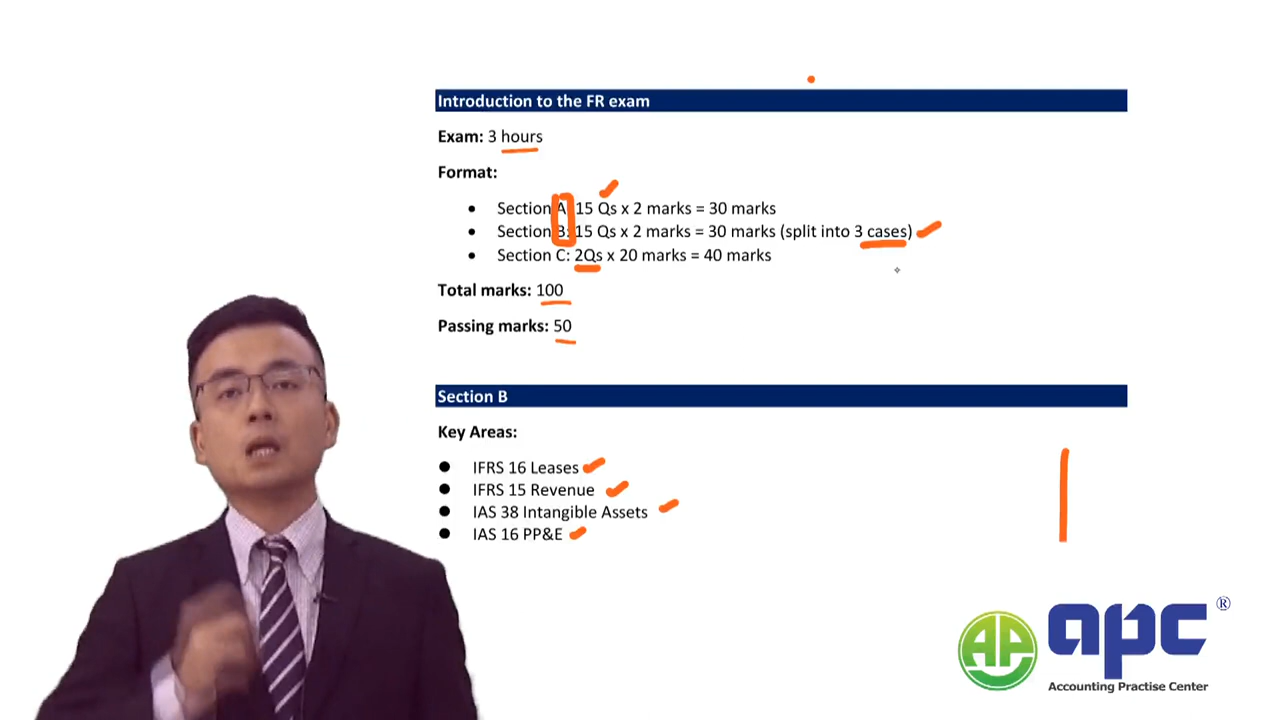 Introduction to the FR exam
Exam: 3 hours
Format:
• Section A: 15 Qs x 2 marks = 30 marks
• Section B: 15 Qs x 2 marks = 30 marks (split into 3 cases)
• Section C: 2Qs x 20 marks = 40 marks
Total marks: 100
Passing marks: 50
Section B
Key Areas:
● IFRS 16 Leases
● IFRS 15 Revenue
● IAS 38 Intangible Assets
● IAS 16 PP&E
AP
apc®
Accounting Practise Center